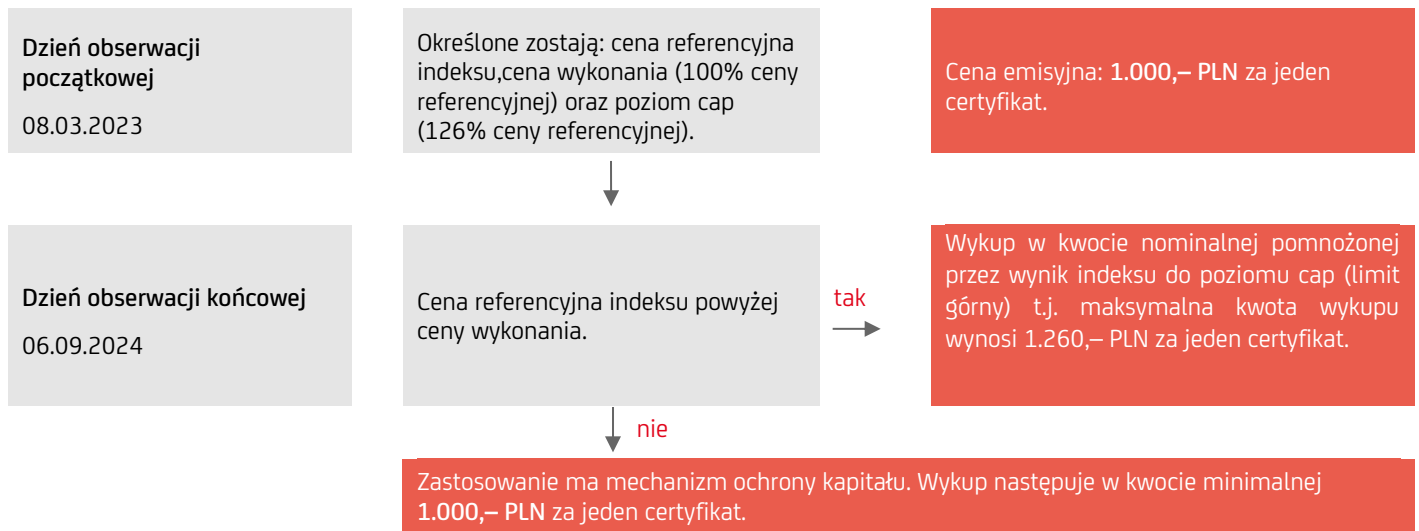 Dzień obserwacji
początkowej
08.03.2023
Określone zostają: cena referencyjna
indeksu,cena wykonania (100% ceny
referencyjnej) oraz poziom cap
(126% ceny referencyjnej).
Cena emisyjna: 1.000,– PLN za jeden
certyfikat.
Dzień obserwacji końcowej
06.09.2024
Cena referencyjna indeksu powyżej
ceny wykonania.
tak
Wykup w kwocie nominalnej pomnożonej
przez wynik indeksu do poziomu cap (limit
górny) t.j. maksymalna kwota wykupu
wynosi 1.260,– PLN za jeden certyfikat.
nie
Zastosowanie ma mechanizm ochrony kapitału. Wykup następuje w kwocie minimalnej
1.000,– PLN za jeden certyfikat.